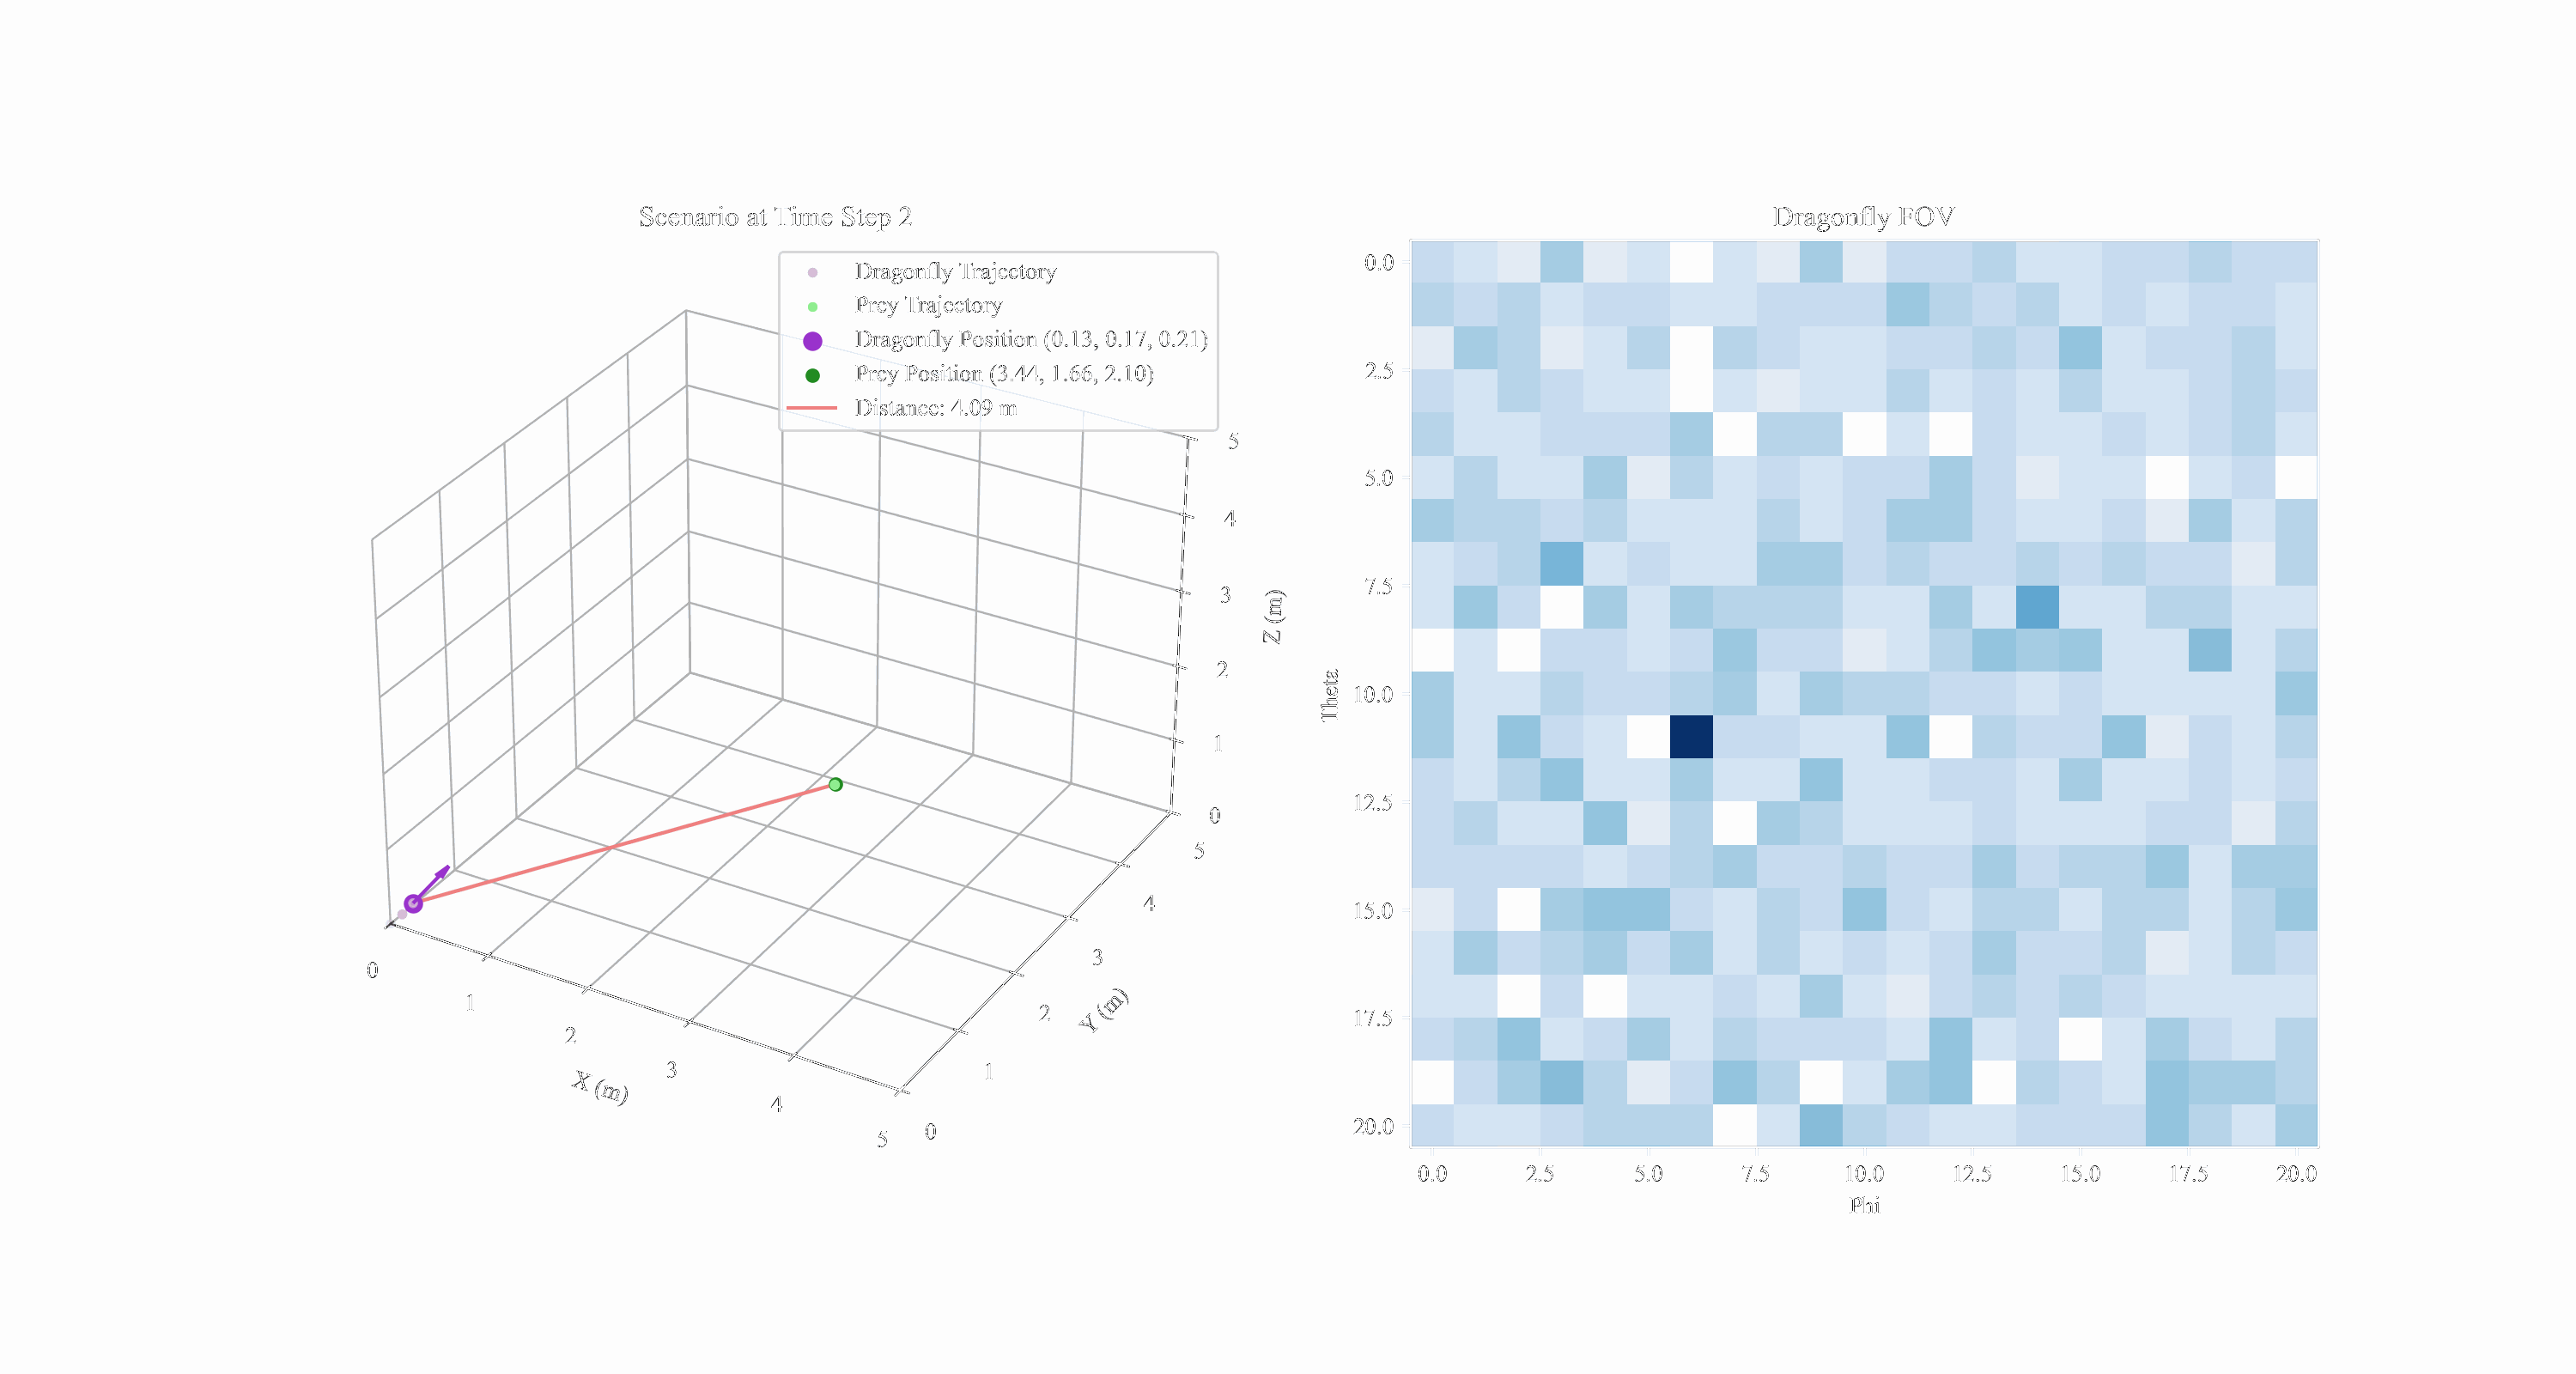 Scenario at Time Step 2
Dragonfly Trajectory
Prey Trajectory
Dragonfly Position (0.13, 0.17, 0.21)
Prey Position (3.44, 1.66, 2.10)
Distance: 4.09 m
5
4
3
2
1
0
Z (m)
5
4
3
2
1
0
Y (m)
0
1
2
3
4
5
X (m)
Dragonfly FOV
0.0
2.5
5.0
7.5
10.0
12.5
15.0
17.5
20.0
Theta
0.0 2.5 5.0 7.5 10.0 12.5 15.0 17.5 20.0
Phi